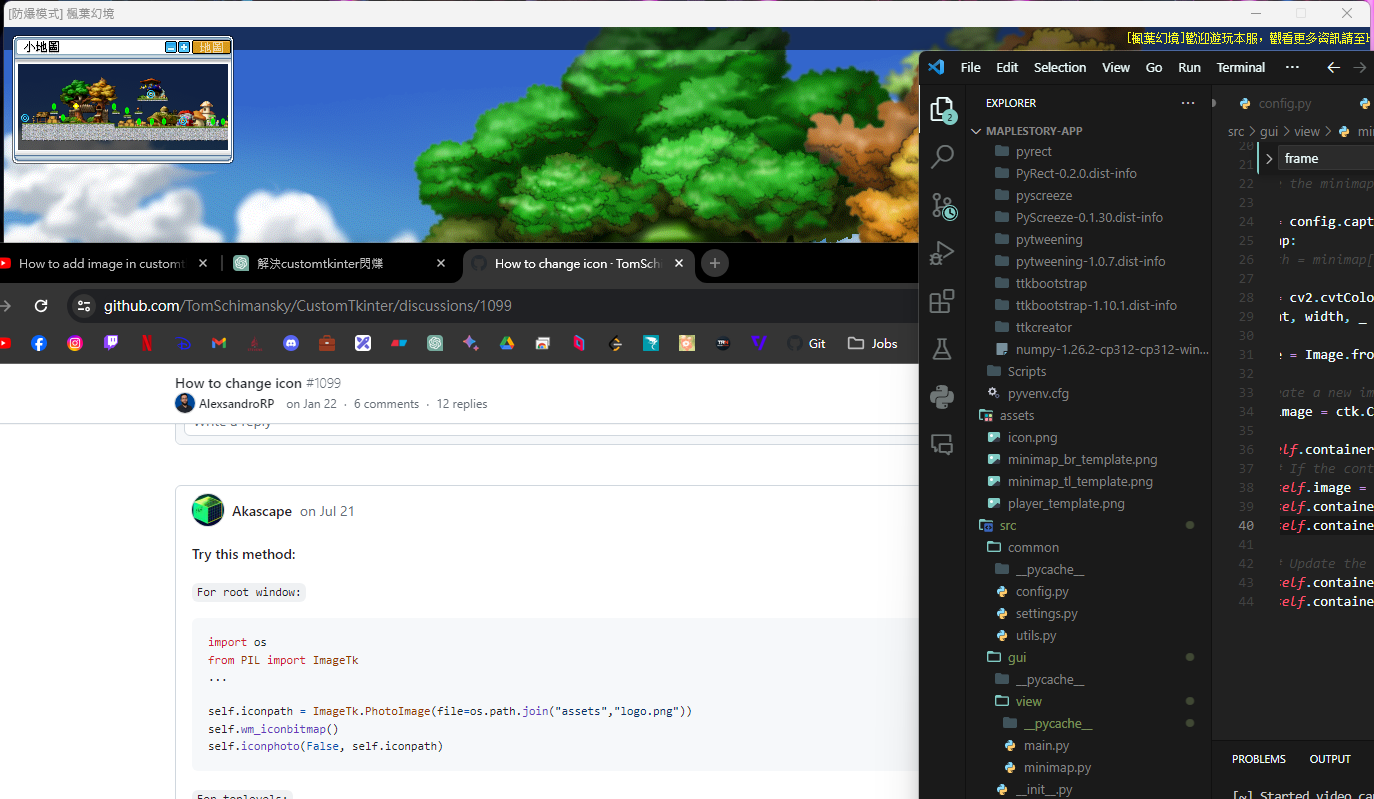 [防爆模式] 楓葉幻境
[楓葉幻境]歡迎遊玩本服，觀看更多資訊請至
小地圖
地圖
File Edit Selection View Go Run Terminal
EXPLORER
MAPLESTORY-APP
pyrect
PyRect-0.2.0.dist-info
pyscreeze
PyScreeze-0.1.30.dist-info
pytweening
pytweening-1.0.7.dist-info
ttkbootstrap
ttkbootstrap-1.10.1.dist-info
ttkcreator
numpy-1.26.2-cp312-cp312-win...
Scripts
pyvenv.cfg
assets
icon.png
minimap_br_template.png
minimap_tl_template.png
player_template.png
src
common
__pycache__
config.py
settings.py
utils.py
gui
__pycache__
view
__pycache__
main.py
minimap.py
__init__.py
config.py
src > gui > view > mi
frame
20
21
22 the minimap
23
24 = config.capt
25 p:
26 h = minimap[
27
28 = cv2.cvtColo
29 t, width, _
30
31 e = Image.fro
32
33 ate a new im
34 image = ctk.C
35
36 elf.container
37 # If the cont
38 self.image =
39 self.containe
40 self.containe
41
42 # Update the
43 self.containe
44 self.containe
PROBLEMS OUTPUT
[~] Started video ca
How to add image in customt
解決customtkinter閃爍
How to change icon · TomSchi
github.com/TomSchimansky/CustomTkinter/discussions/1099
Git
Jobs
How to change icon #1099
AlexsandroRP on Jan 22 · 6 comments · 12 replies
Write a reply
Akascape on Jul 21
Try this method:
For root window:
import os
from PIL import ImageTk
...
self.iconpath = ImageTk.PhotoImage(file=os.path.join("assets","logo.png"))
self.wm_iconbitmap()
self.iconphoto(False, self.iconpath)
For toplevels: